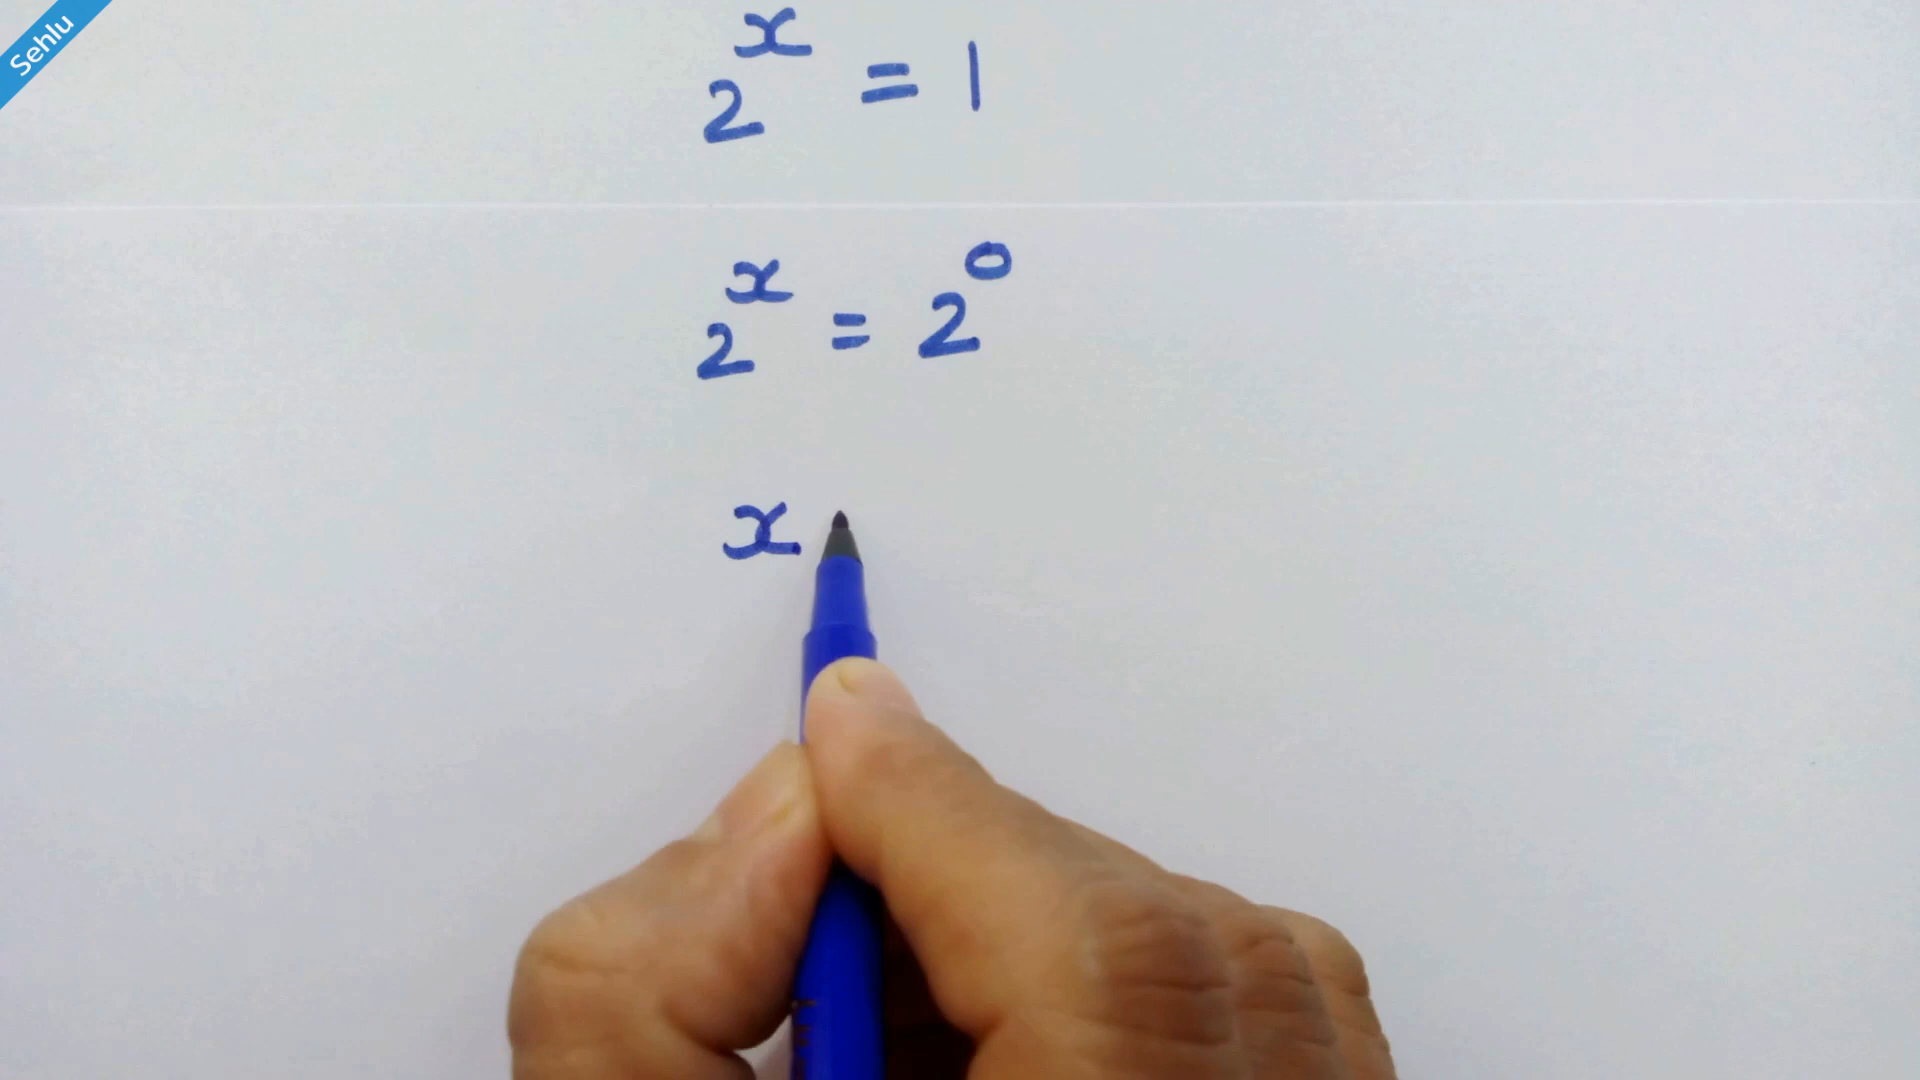 Sehlu
2^x = 1
2^x = 2^0
x